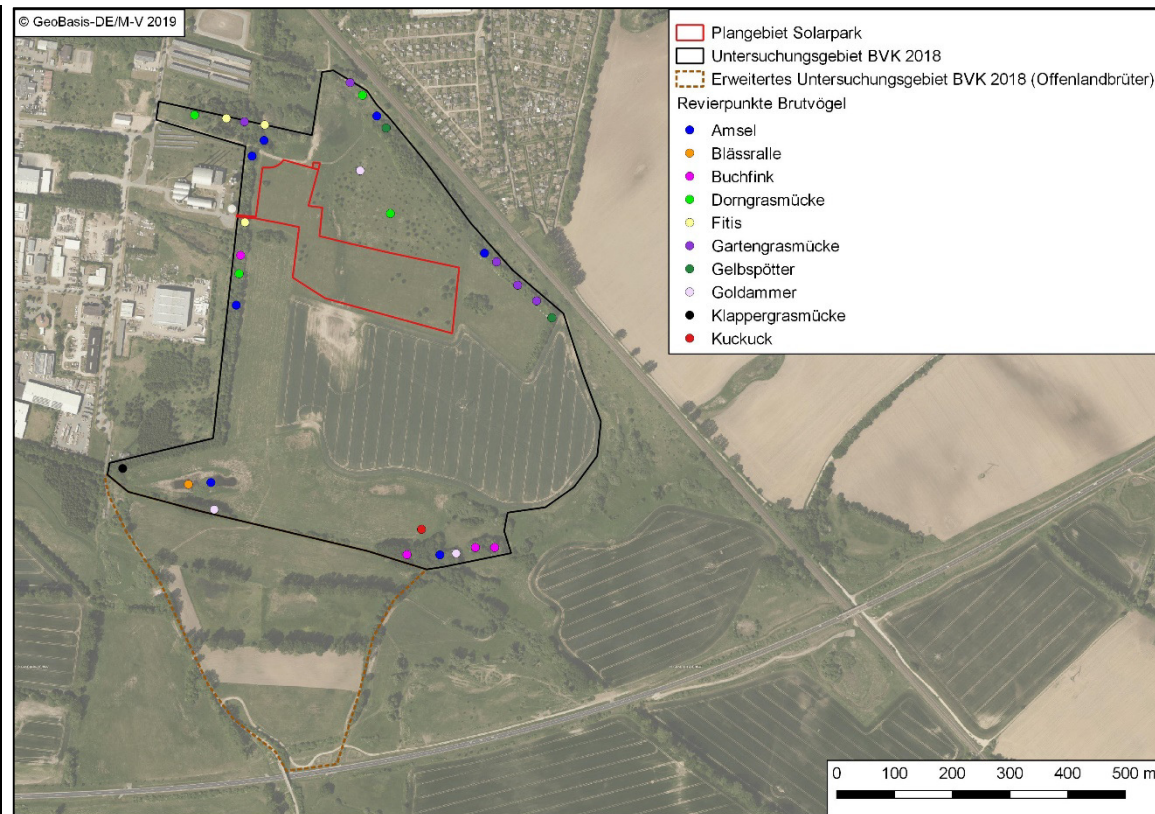 © GeoBasis-DE/M-V 2019
Plangebiet Solarpark
Untersuchungsgebiet BVK 2018
Erweitertes Untersuchungsgebiet BVK 2018 (Offenlandbrüter)
Revierpunkte Brutvögel
Amsel
Blässralle
Buchfink
Dorngrasmücke
Fitis
Gartengrasmücke
Gelbspötter
Goldammer
Klappergrasmücke
Kuckuck
0 100 200 300 400 500 m